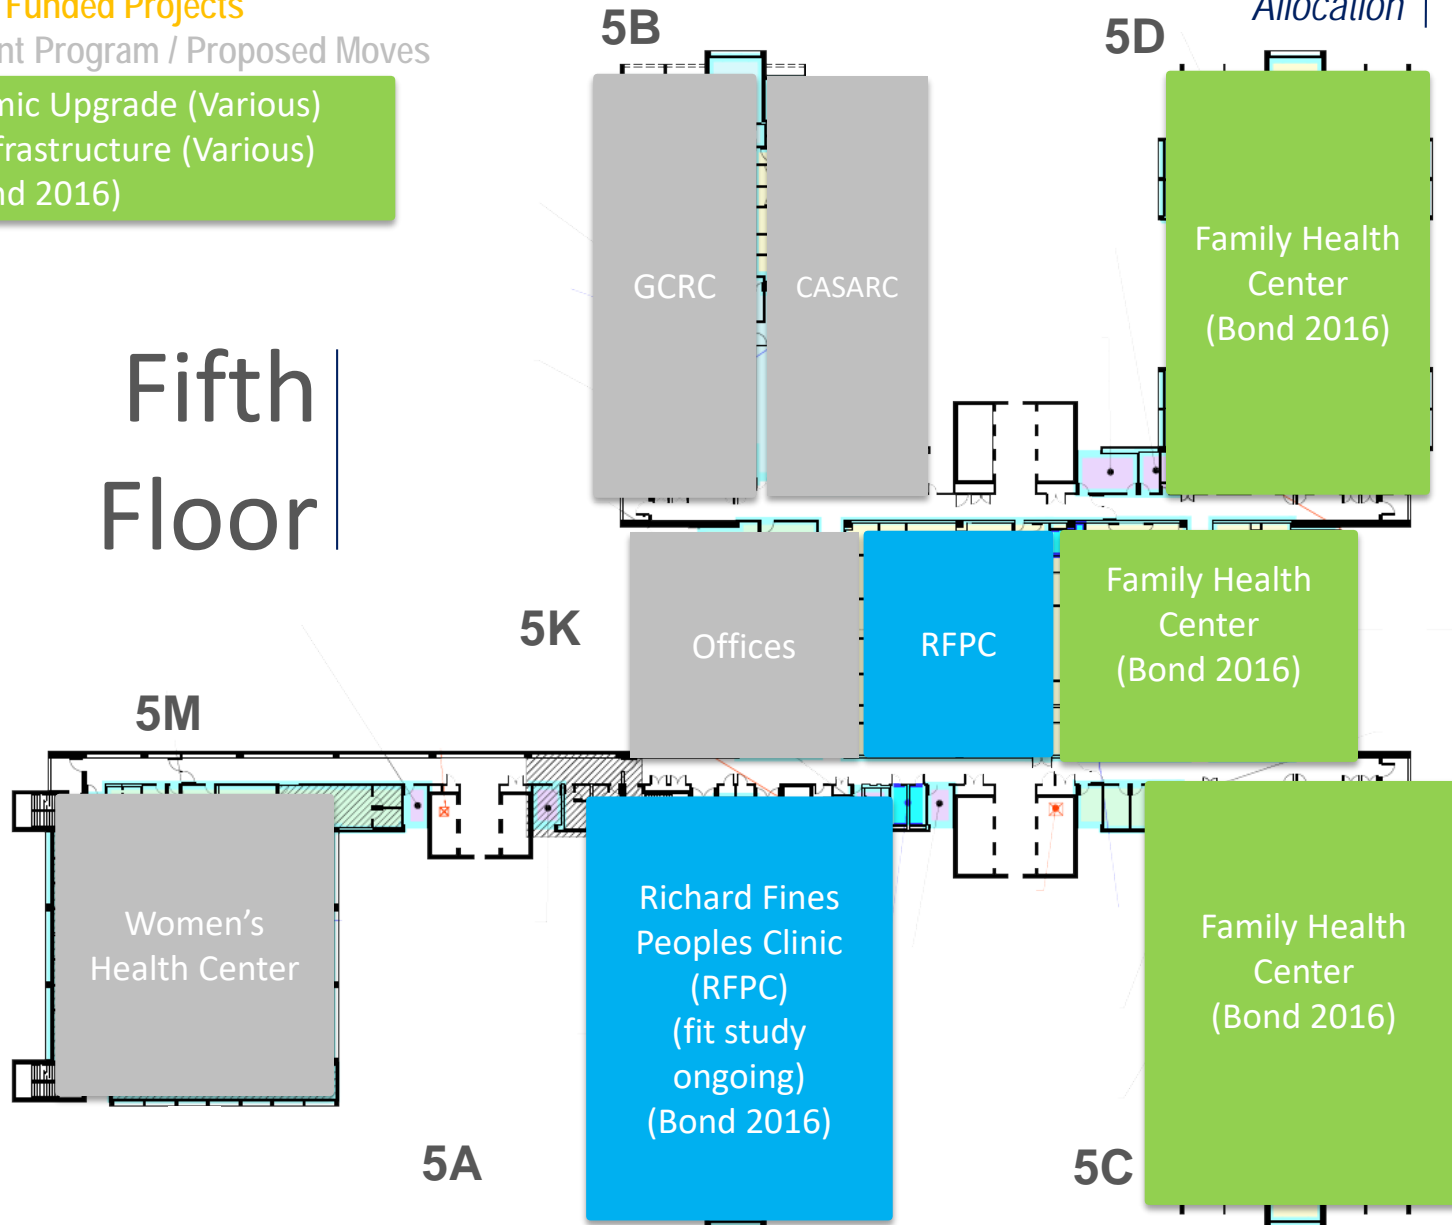 Funded Projects
Allocation
nt Program / Proposed Moves
mic Upgrade (Various)
frastructure (Various)
nd 2016)
5B
5D
GCRC
CASARC
Family Health
Center
(Bond 2016)
Fifth
Floor
5K
Offices
RFPC
Family Health
Center
(Bond 2016)
5M
Women’s
Health Center
Richard Fines
Peoples Clinic
(RFPC)
(fit study
ongoing)
(Bond 2016)
Family Health
Center
(Bond 2016)
5A
5C